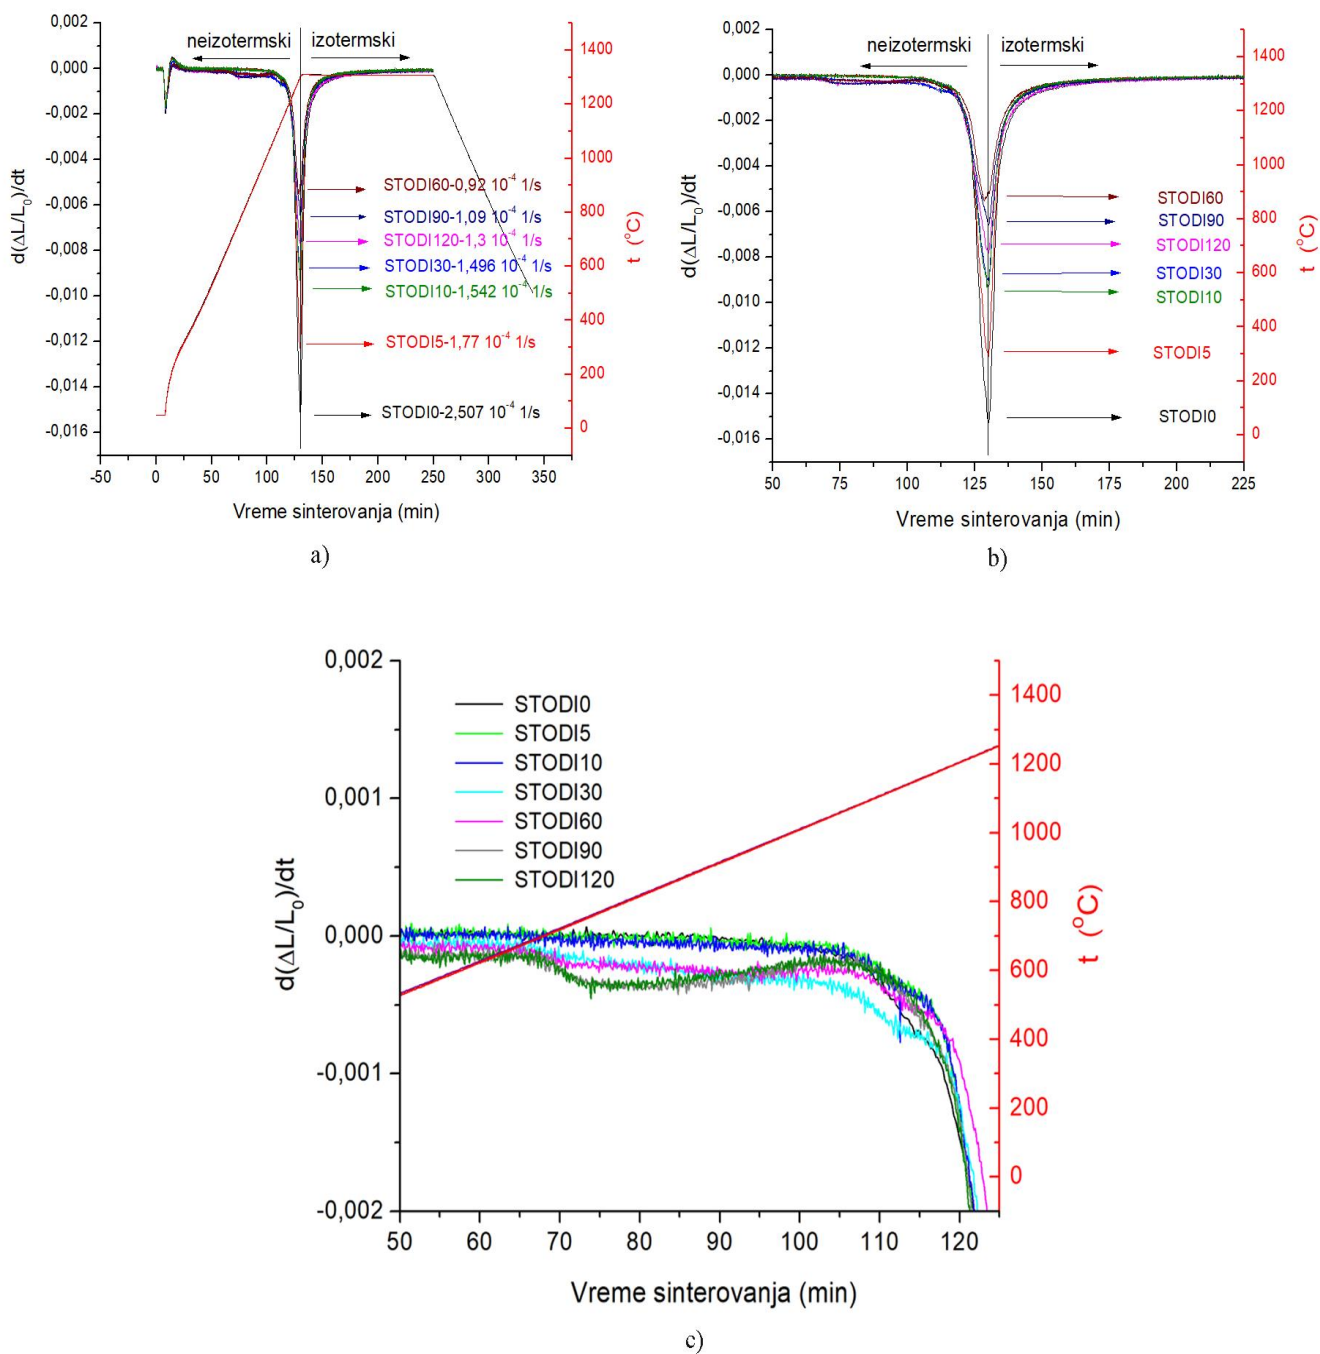 0,002
0,000
-0,002
-0,004
-0,006
-0,008
-0,010
-0,012
-0,014
-0,016
d(ΔL/L₀)/dt
neizotermski
izotermski
STODI60-0,92 10⁻⁴ 1/s
STODI90-1,09 10⁻⁴ 1/s
STODI120-1,3 10⁻⁴ 1/s
STODI30-1,496 10⁻⁴ 1/s
STODI10-1,542 10⁻⁴ 1/s
STODI5-1,77 10⁻⁴ 1/s
STODI0-2,507 10⁻⁴ 1/s
1400
1200
1000
800
600
400
200
0
t (°C)
-50 0 50 100 150 200 250 300 350
Vreme sinterovanja (min)
a)
0,002
0,000
-0,002
-0,004
-0,006
-0,008
-0,010
-0,012
-0,014
-0,016
d(ΔL/L₀)/dt
neizotermski
izotermski
STODI60
STODI90
STODI120
STODI30
STODI10
STODI5
STODI0
1400
1200
1000
800
600
400
200
0
t (°C)
50 75 100 125 150 175 200 225
Vreme sinterovanja (min)
b)
0,002
0,001
0,000
-0,001
-0,002
d(ΔL/L₀)/dt
STODI0
STODI5
STODI10
STODI30
STODI60
STODI90
STODI120
1400
1200
1000
800
600
400
200
0
t (°C)
50 60 70 80 90 100 110 120
Vreme sinterovanja (min)
c)